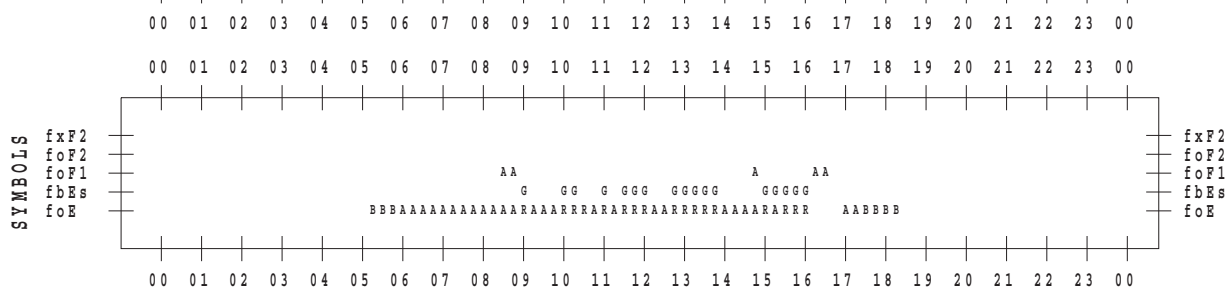 00 01 02 03 04 05 06 07 08 09 10 11 12 13 14 15 16 17 18 19 20 21 22 23 00
00 01 02 03 04 05 06 07 08 09 10 11 12 13 14 15 16 17 18 19 20 21 22 23 00
SYMBOLS
fxF2 fxF2
foF2 foF2
foF1 AA A AA foF1
fbEs G GG G GGG GGGGG GGGGG fbEs
foE BBBAAAAAAAAAAAARAAARRRARARRRAARRRRRAAAARARRR AABBBB foE
00 01 02 03 04 05 06 07 08 09 10 11 12 13 14 15 16 17 18 19 20 21 22 23 00